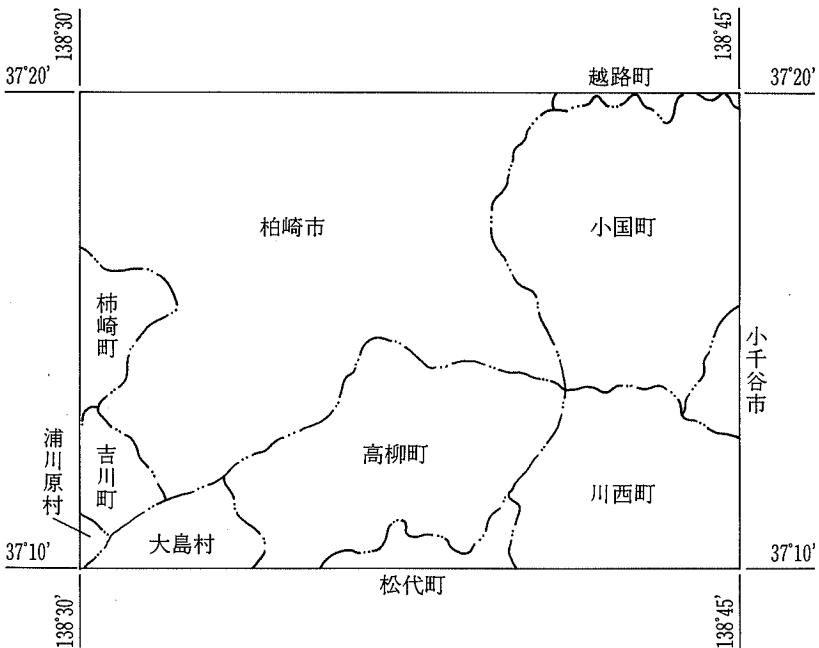 138°30′
138°45′
37°20′
越路町
37°20′
柏崎市
小国町
柿崎町
小千谷市
浦川原村
吉川町
高柳町
川西町
大島村
37°10′
37°10′
松代町
138°30′
138°45′